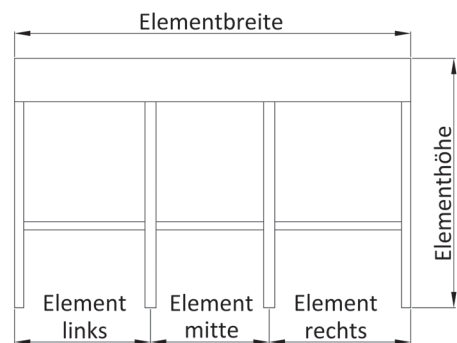 Elementbreite
Elementhöhe
Element
links
Element
mitte
Element
rechts